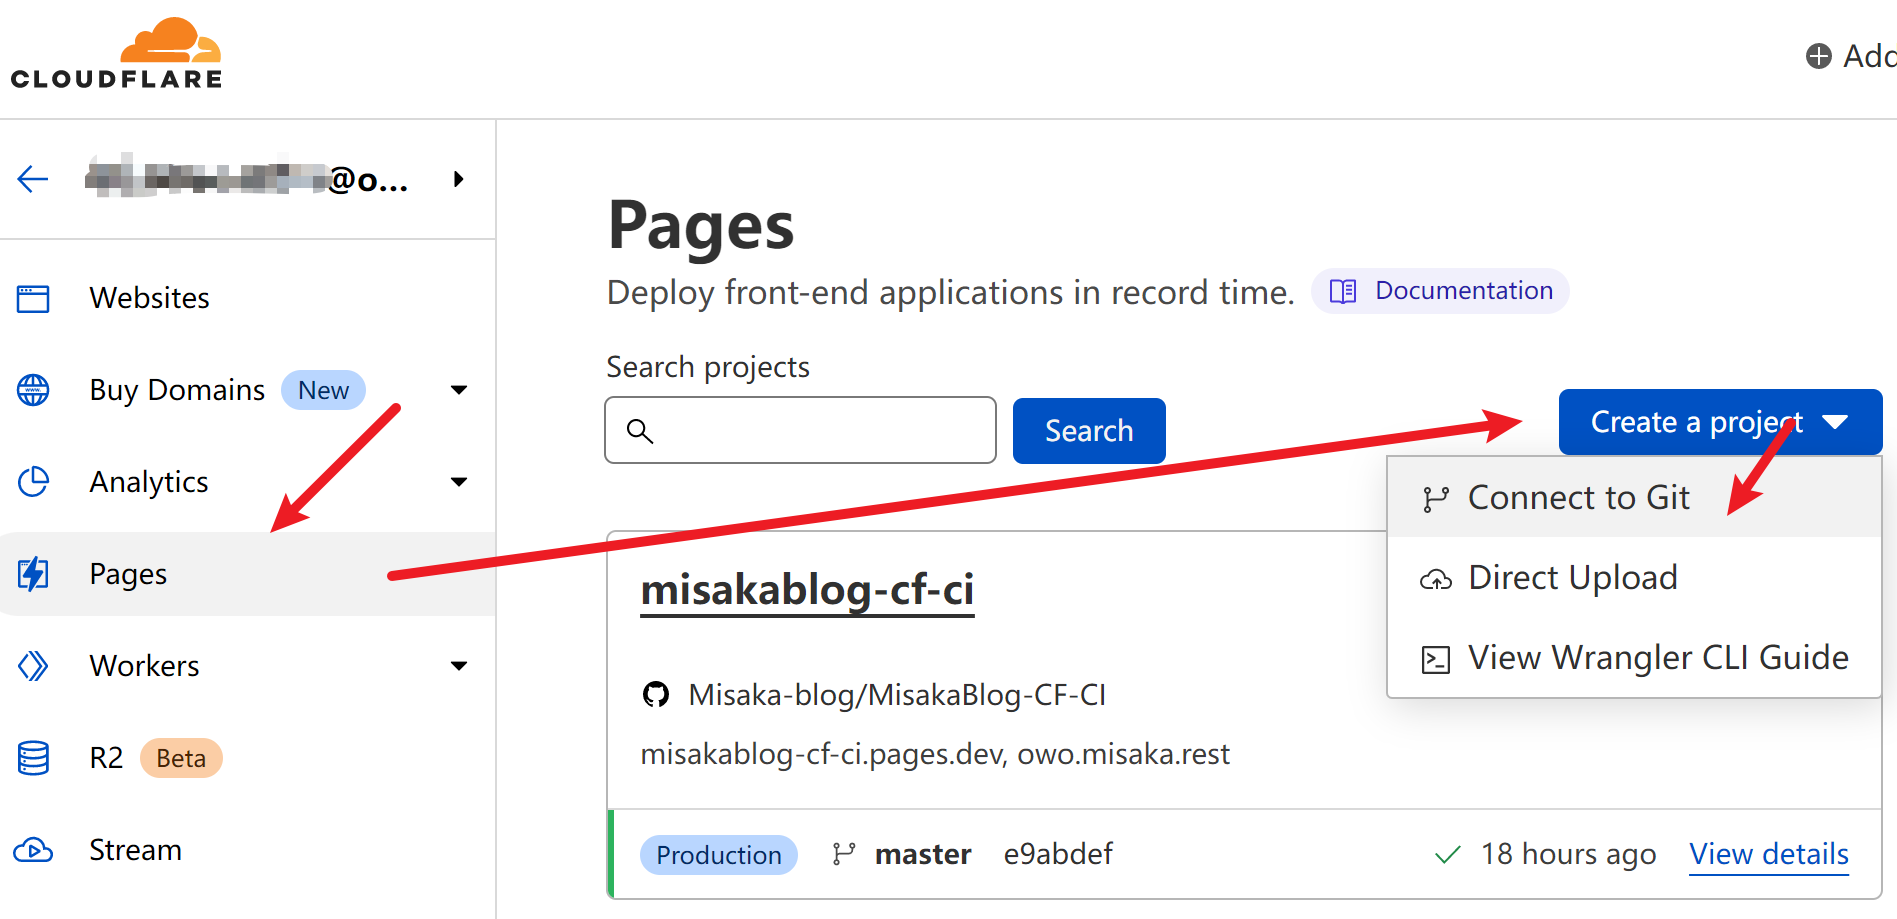 CLOUDFLARE
Add
@o...
Websites
Buy Domains New
Analytics
Pages
Workers
R2 Beta
Stream
Pages
Deploy front-end applications in record time. Documentation
Search projects
Search
Create a project
Connect to Git
Direct Upload
View Wrangler CLI Guide
misakablog-cf-ci
Misaka-blog/MisakaBlog-CF-CI
misakablog-cf-ci.pages.dev, owo.misaka.rest
Production master e9abdef 18 hours ago View details